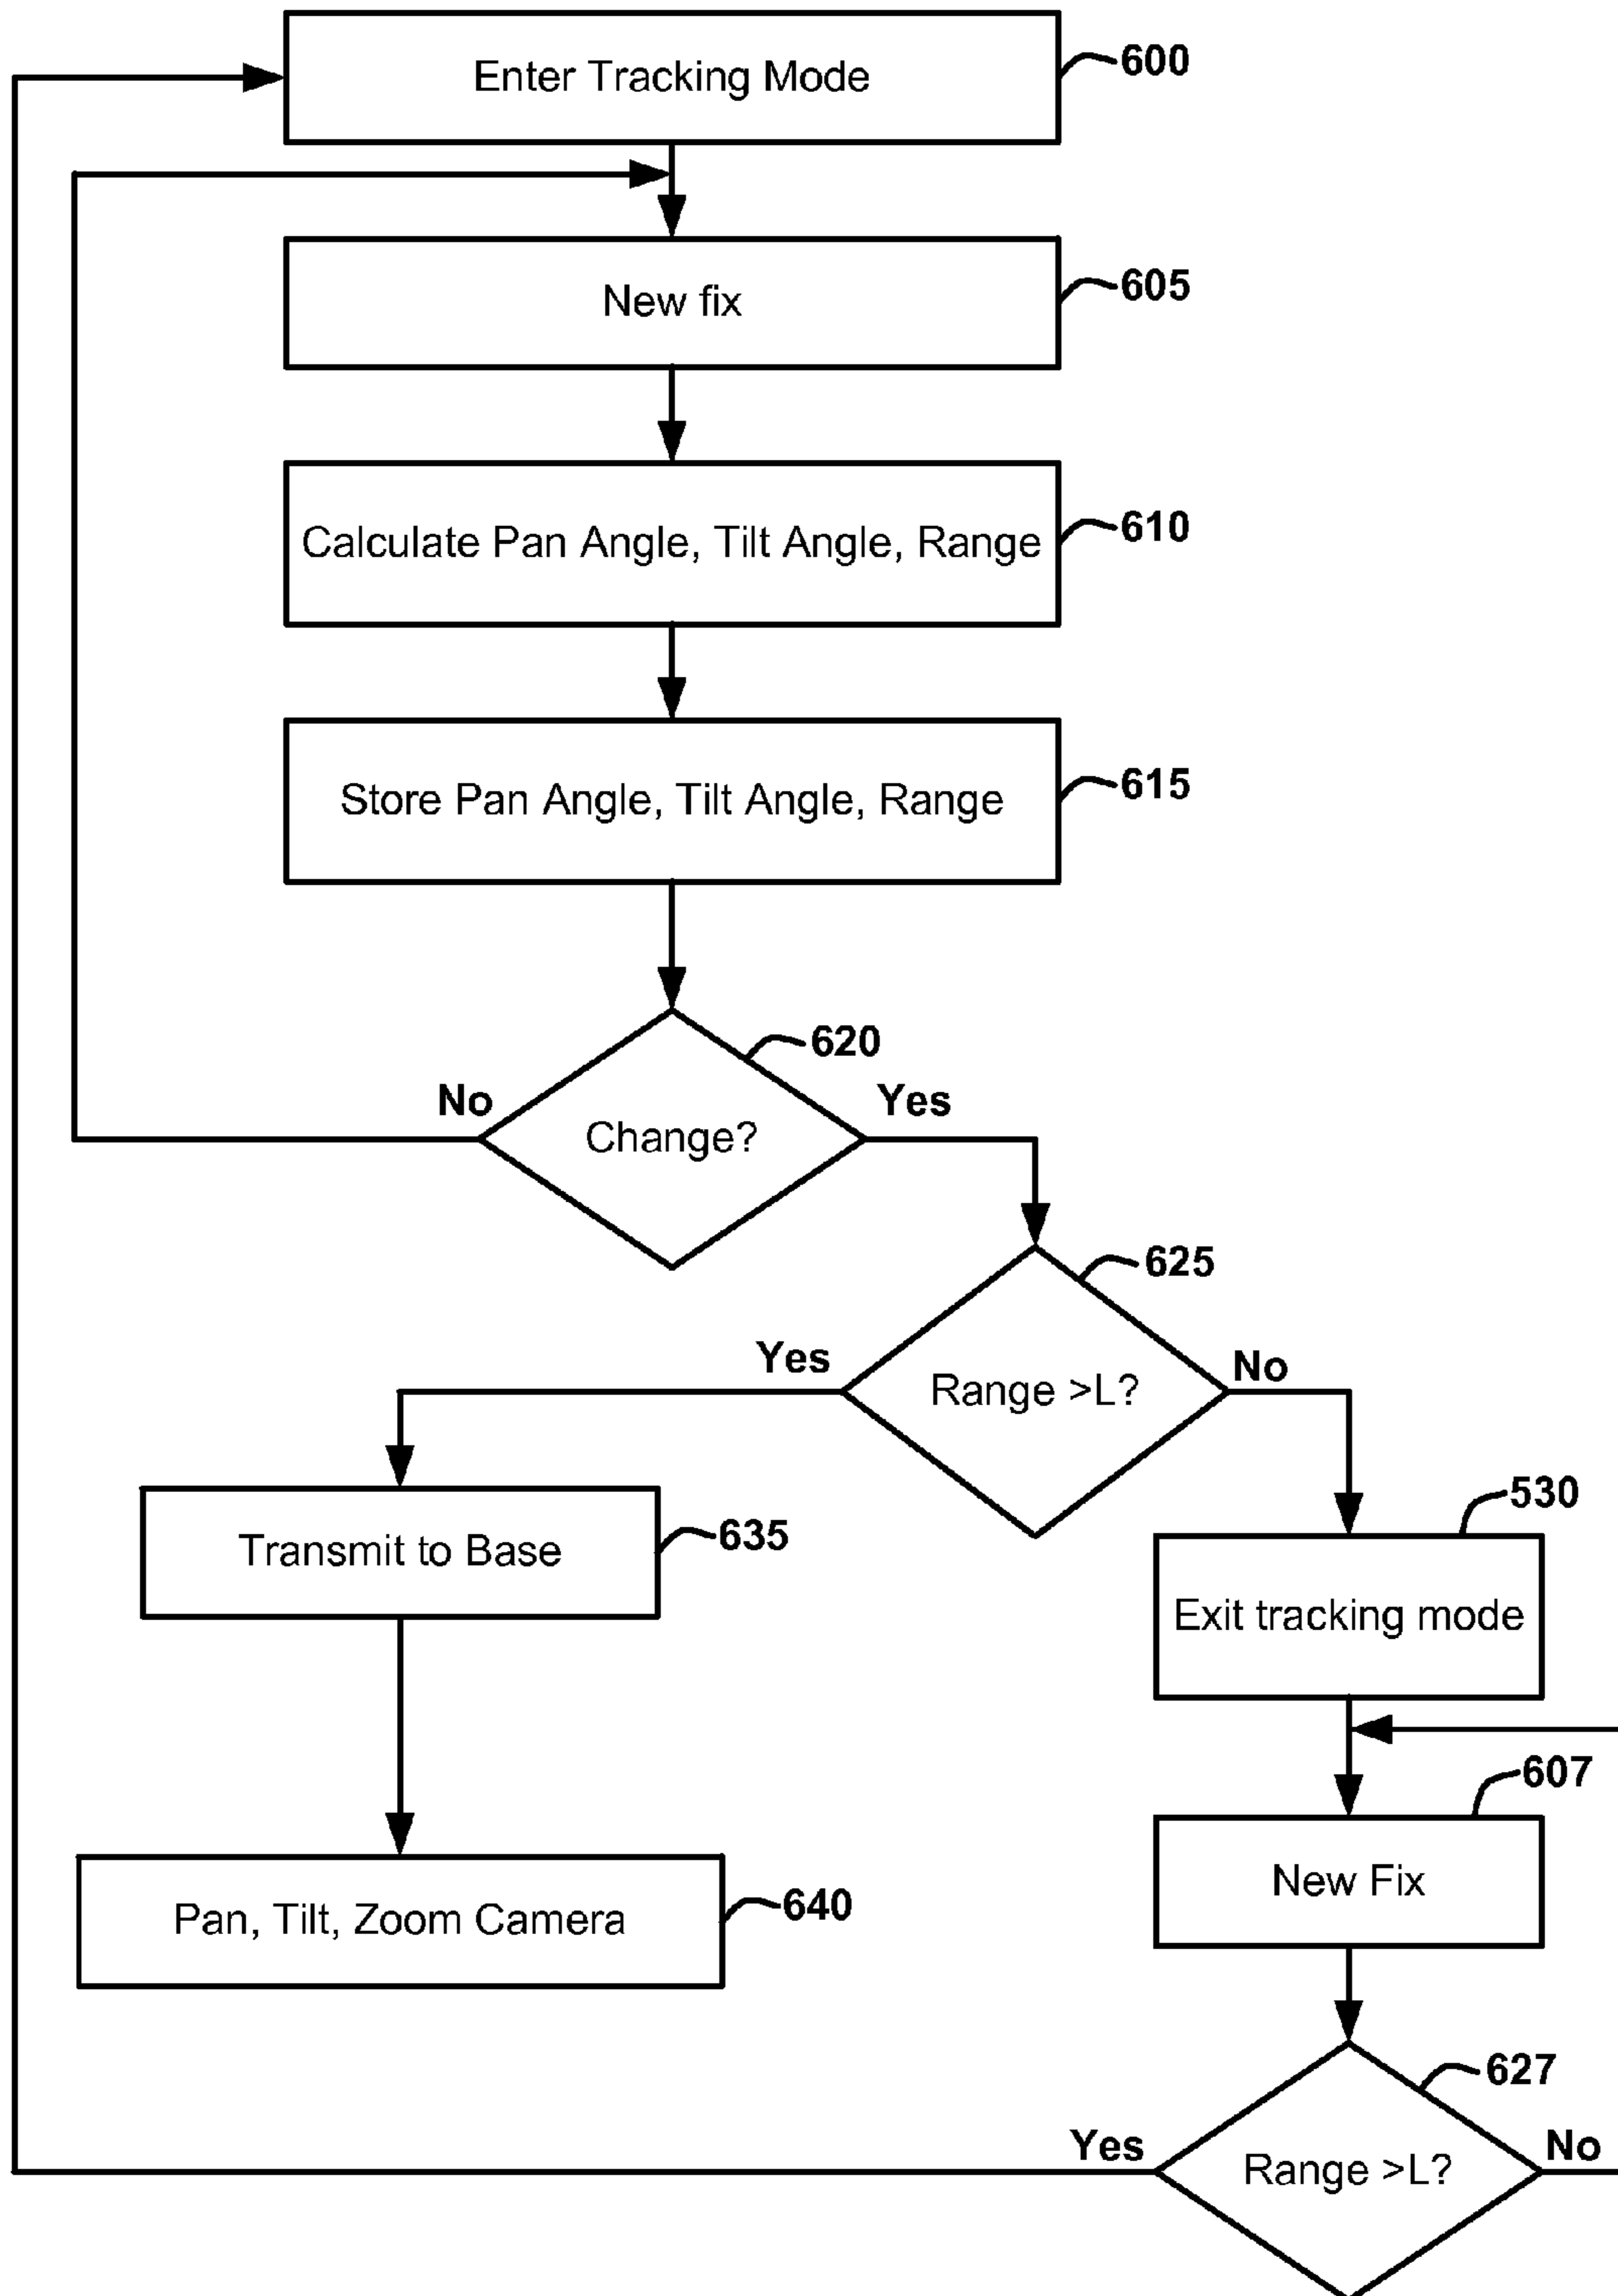 Enter Tracking Mode
600
New fix
605
Calculate Pan Angle, Tilt Angle, Range
610
Store Pan Angle, Tilt Angle, Range
615
620
No
Yes
Change?
625
Yes
No
Range >L?
530
Transmit to Base
635
Exit tracking mode
607
New Fix
Pan, Tilt, Zoom Camera
640
627
Yes
No
Range >L?